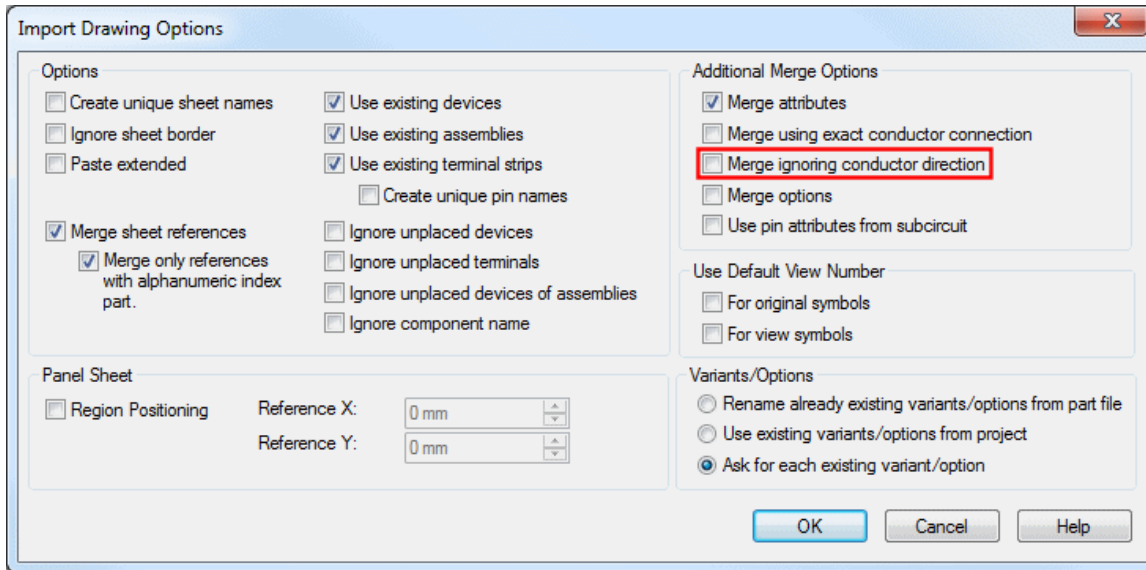 Import Drawing Options
Options
Create unique sheet names
Ignore sheet border
Paste extended
Merge sheet references
Merge only references
with alphanumeric index
part.
Use existing devices
Use existing assemblies
Use existing terminal strips
Create unique pin names
Ignore unplaced devices
Ignore unplaced terminals
Ignore unplaced devices of assemblies
Ignore component name
Additional Merge Options
Merge attributes
Merge using exact conductor connection
Merge ignoring conductor direction
Merge options
Use pin attributes from subcircuit
Use Default View Number
For original symbols
For view symbols
Panel Sheet
Region Positioning
Reference X:
0 mm
Reference Y:
0 mm
Variants/Options
Rename already existing variants/options from part file
Use existing variants/options from project
Ask for each existing variant/option
OK
Cancel
Help